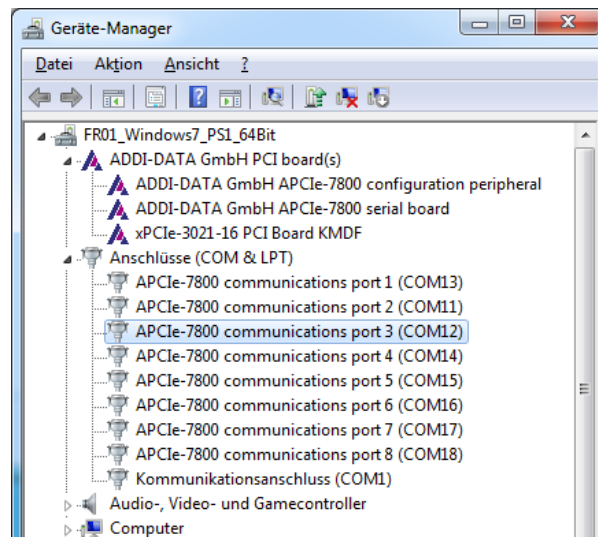 Geräte-Manager
Datei Aktion Ansicht ?
FR01_Windows7_PS1_64Bit
ADDI-DATA GmbH PCI board(s)
ADDI-DATA GmbH APCIe-7800 configuration peripheral
ADDI-DATA GmbH APCIe-7800 serial board
xPCIe-3021-16 PCI Board KMDF
Anschlüsse (COM & LPT)
APCIe-7800 communications port 1 (COM13)
APCIe-7800 communications port 2 (COM11)
APCIe-7800 communications port 3 (COM12)
APCIe-7800 communications port 4 (COM14)
APCIe-7800 communications port 5 (COM15)
APCIe-7800 communications port 6 (COM16)
APCIe-7800 communications port 7 (COM17)
APCIe-7800 communications port 8 (COM18)
Kommunikationsanschluss (COM1)
Audio-, Video- und Gamecontroller
Computer